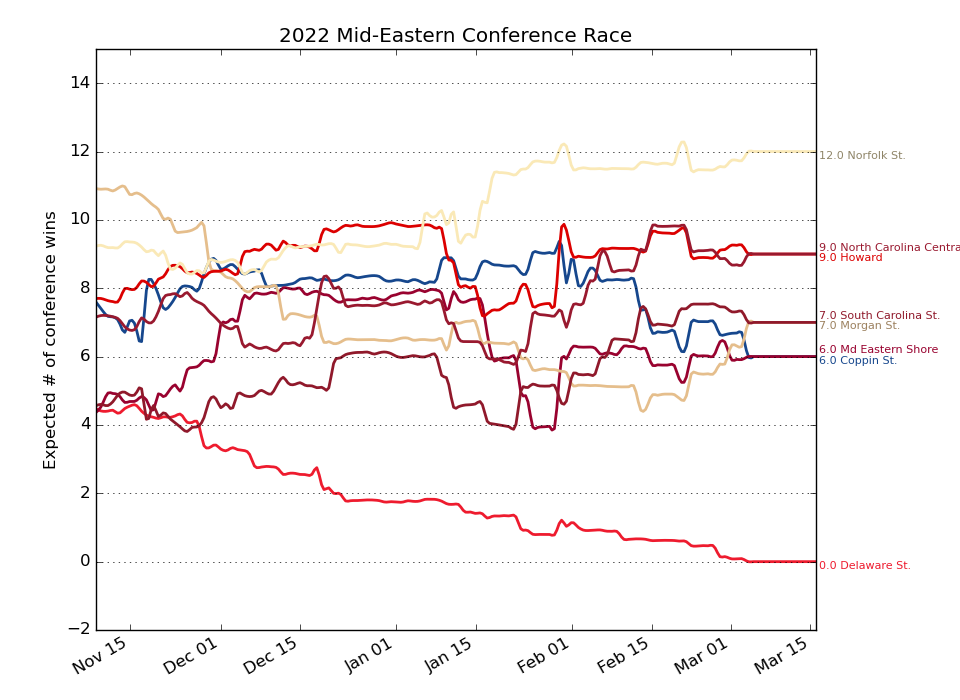 2022 Mid-Eastern Conference Race
Expected # of conference wins
14
12
10
8
6
4
2
0
−2
12.0 Norfolk St.
9.0 North Carolina Centra
9.0 Howard
7.0 South Carolina St.
7.0 Morgan St.
6.0 Md Eastern Shore
6.0 Coppin St.
0.0 Delaware St.
Nov 15
Dec 01
Dec 15
Jan 01
Jan 15
Feb 01
Feb 15
Mar 01
Mar 15